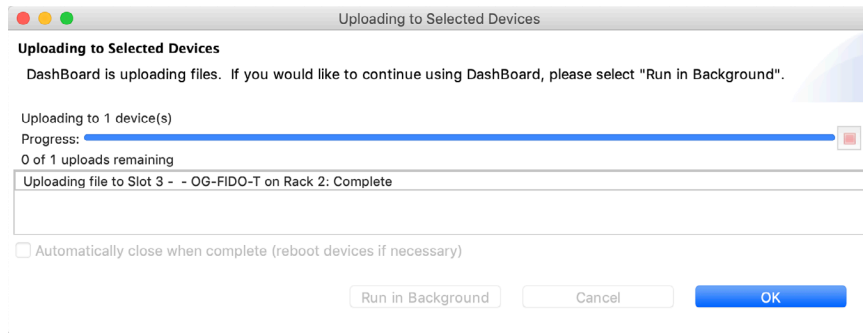 Uploading to Selected Devices
Uploading to Selected Devices
DashBoard is uploading files.  If you would like to continue using DashBoard, please select "Run in Background".
Uploading to 1 device(s)
Progress:
0 of 1 uploads remaining
Uploading file to Slot 3 -  - OG-FIDO-T on Rack 2: Complete
Automatically close when complete (reboot devices if necessary)
Run in Background Cancel OK